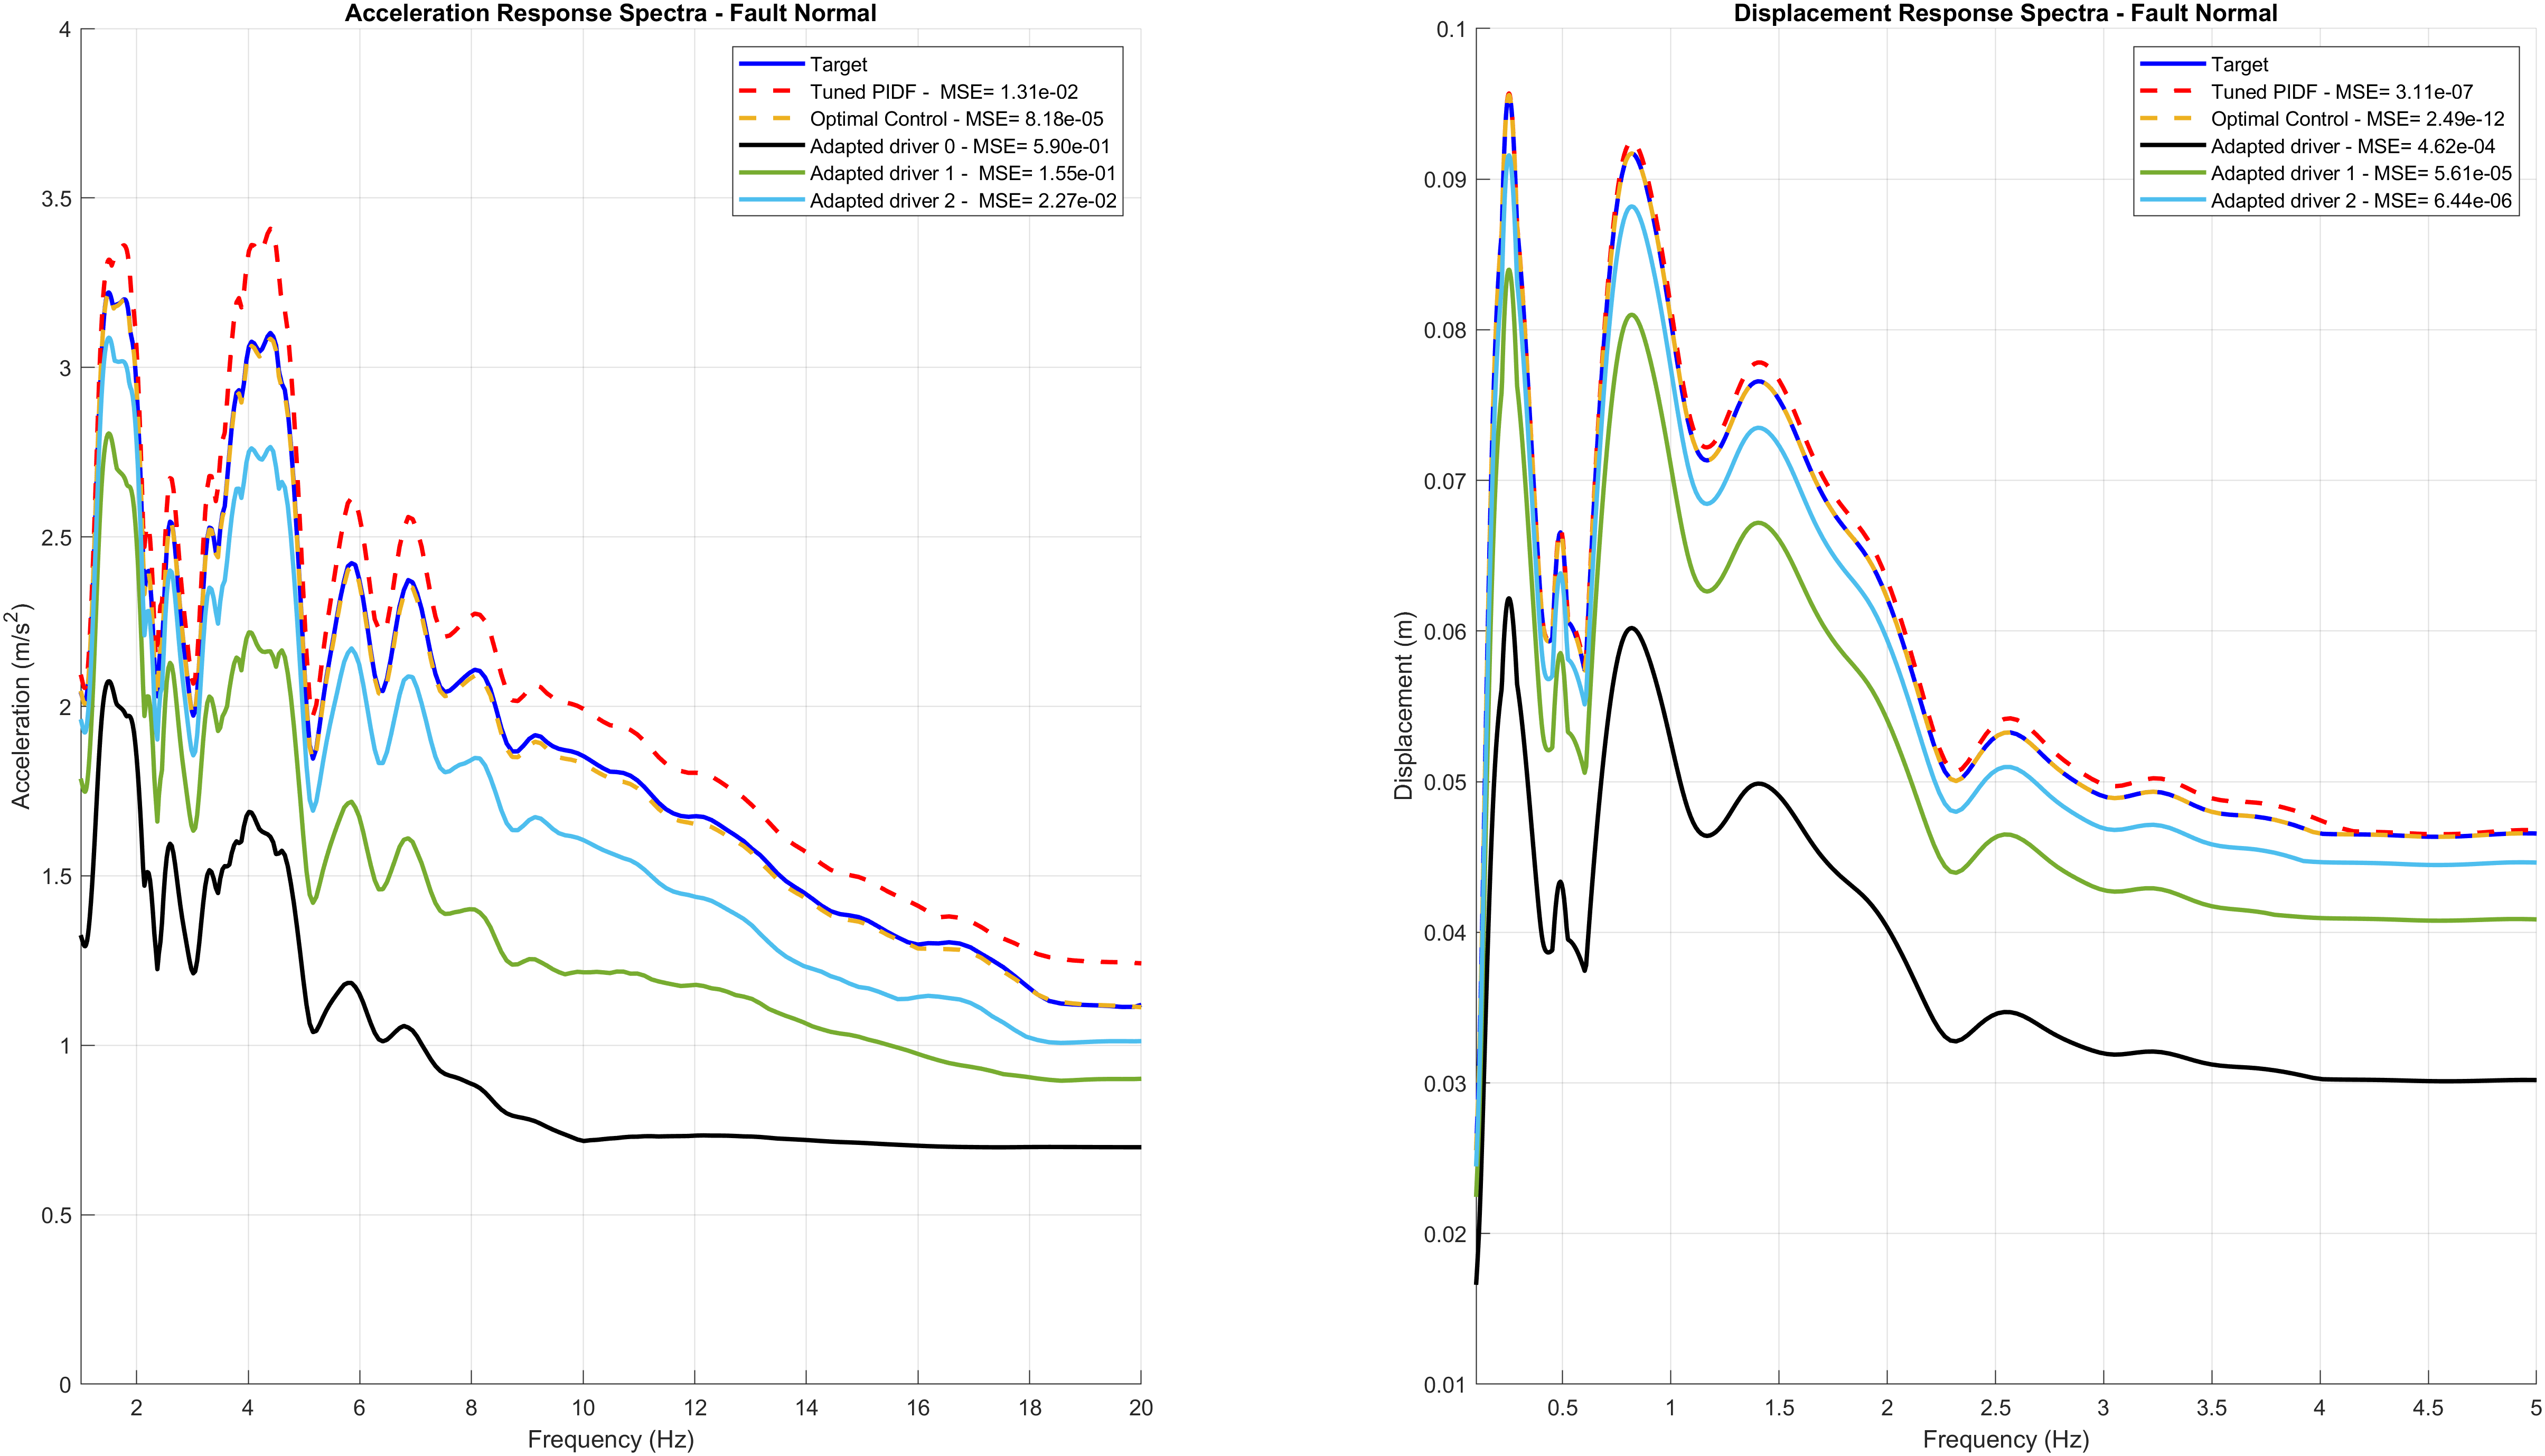 Acceleration Response Spectra - Fault Normal
4
3.5
3
2.5
2
1.5
1
0.5
0
Acceleration (m/s²)
Target
Tuned PIDF - MSE= 1.31e-02
Optimal Control - MSE= 8.18e-05
Adapted driver 0 - MSE= 5.90e-01
Adapted driver 1 - MSE= 1.55e-01
Adapted driver 2 - MSE= 2.27e-02
2 4 6 8 10 12 14 16 18 20
Frequency (Hz)
Displacement Response Spectra - Fault Normal
0.1
0.09
0.08
0.07
0.06
0.05
0.04
0.03
0.02
0.01
Displacement (m)
Target
Tuned PIDF - MSE= 3.11e-07
Optimal Control - MSE= 2.49e-12
Adapted driver - MSE= 4.62e-04
Adapted driver 1 - MSE= 5.61e-05
Adapted driver 2 - MSE= 6.44e-06
0.5 1 1.5 2 2.5 3 3.5 4 4.5 5
Frequency (Hz)